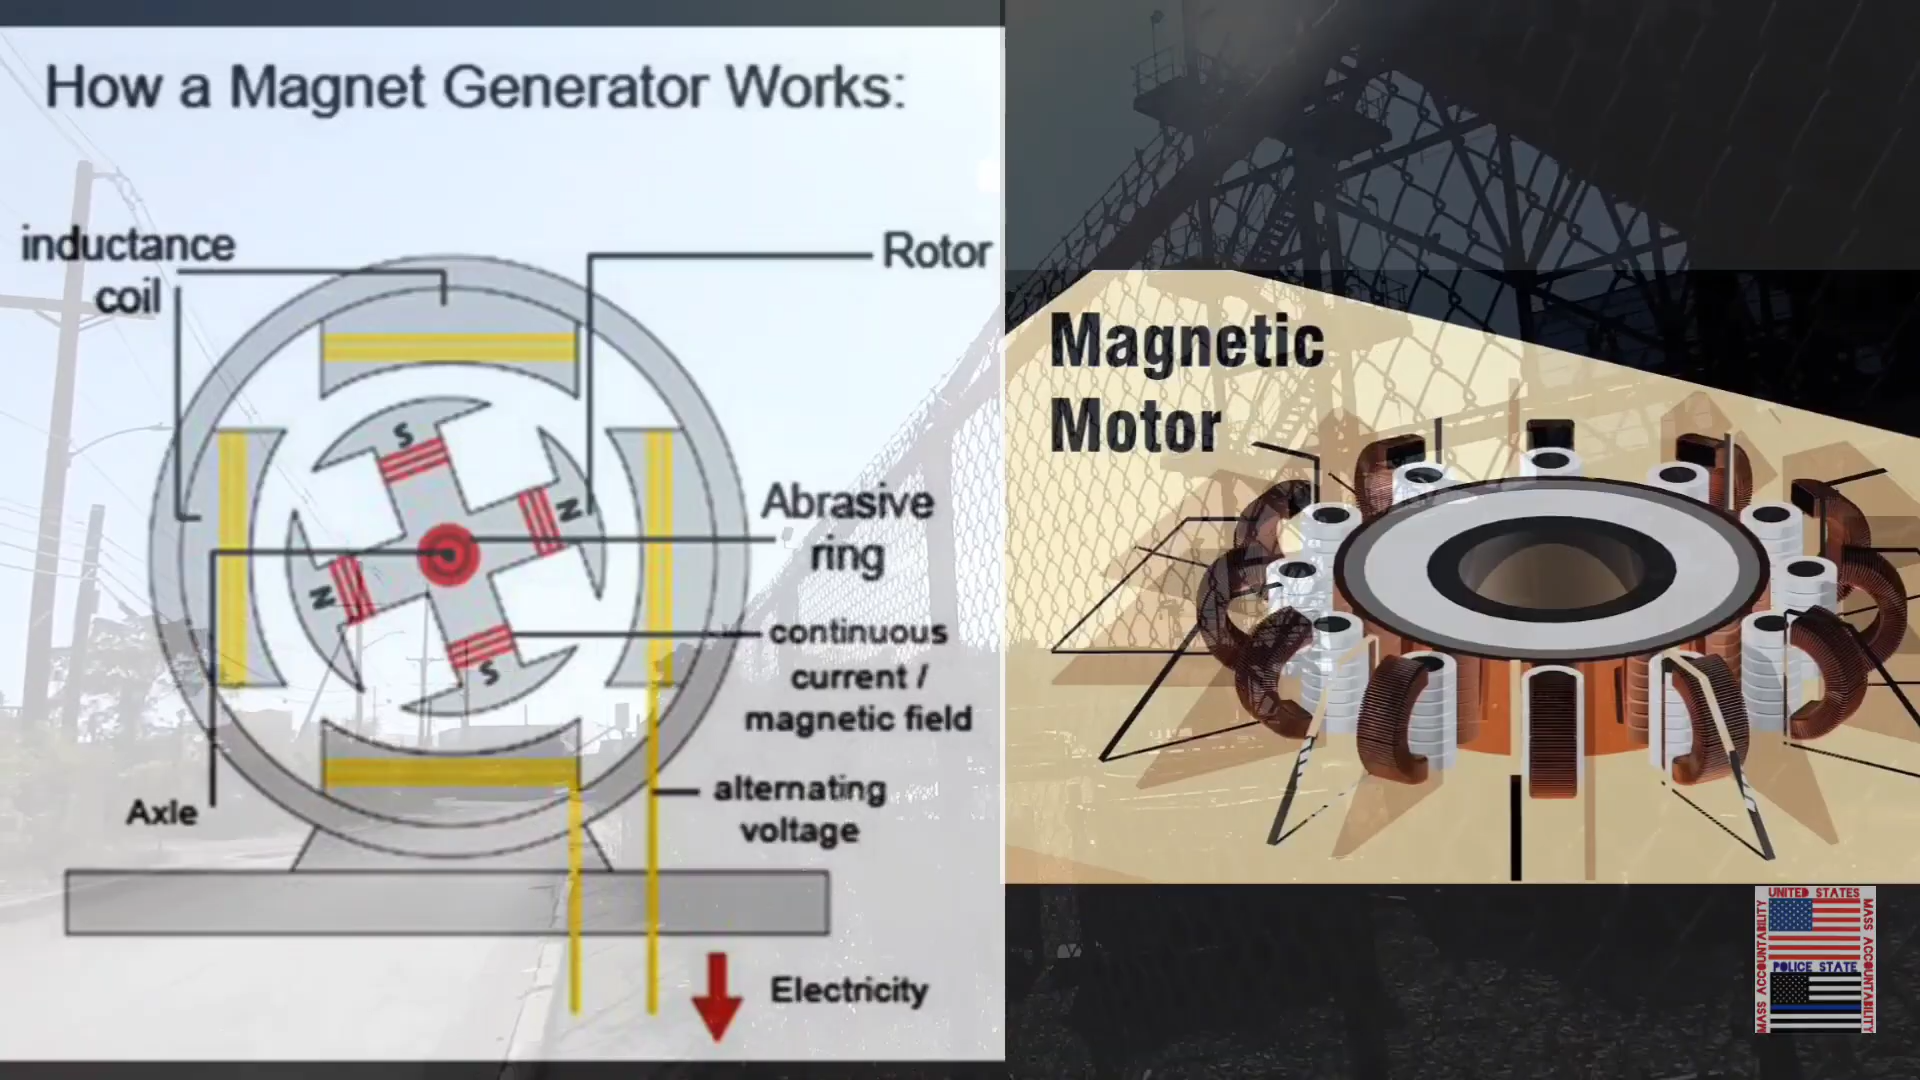 How a Magnet Generator Works:
inductance
coil
Rotor
S
N
N
S
Abrasive
ring
continuous
current /
magnetic field
alternating
voltage
Axle
Electricity
Magnetic
Motor
UNITED STATES
MASS ACCOUNTABILITY
MASS ACCOUNTABILITY
POLICE STATE